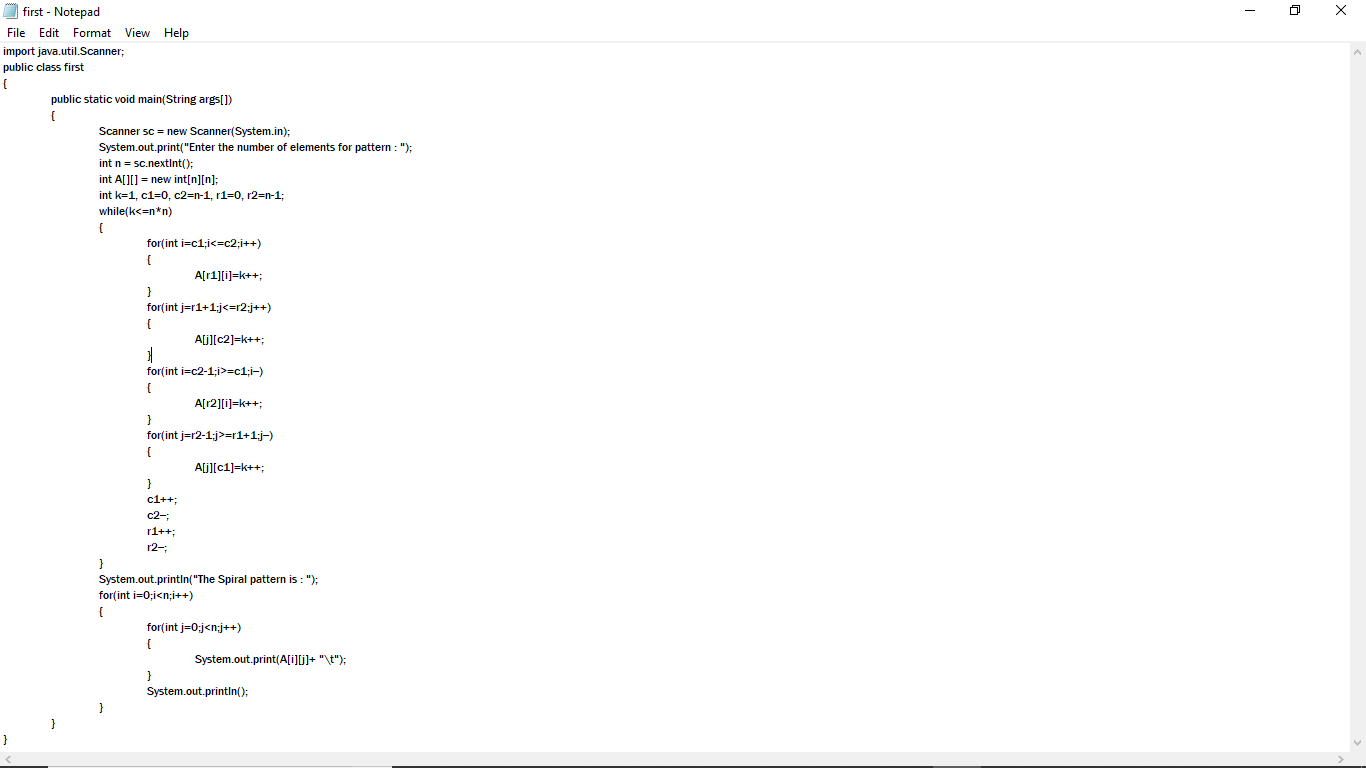 first - Notepad
File Edit Format View Help
import java.util.Scanner;
public class first
{
public static void main(String args[])
{
Scanner sc = new Scanner(System.in);
System.out.print("Enter the number of elements for pattern : ");
int n = sc.nextInt();
int A[][] = new int[n][n];
int k=1, c1=0, c2=n-1, r1=0, r2=n-1;
while(k<=n*n)
{
for(int i=c1;i<=c2;i++)
{
A[r1][i]=k++;
}
for(int j=r1+1;j<=r2;j++)
{
A[j][c2]=k++;
}
for(int i=c2-1;i>=c1;i–)
{
A[r2][i]=k++;
}
for(int j=r2-1;j>=r1+1;j–)
{
A[j][c1]=k++;
}
c1++;
c2–;
r1++;
r2–;
}
System.out.println("The Spiral pattern is : ");
for(int i=0;i<n;i++)
{
for(int j=0;j<n;j++)
{
System.out.print(A[i][j]+ "\t");
}
System.out.println();
}
}
}